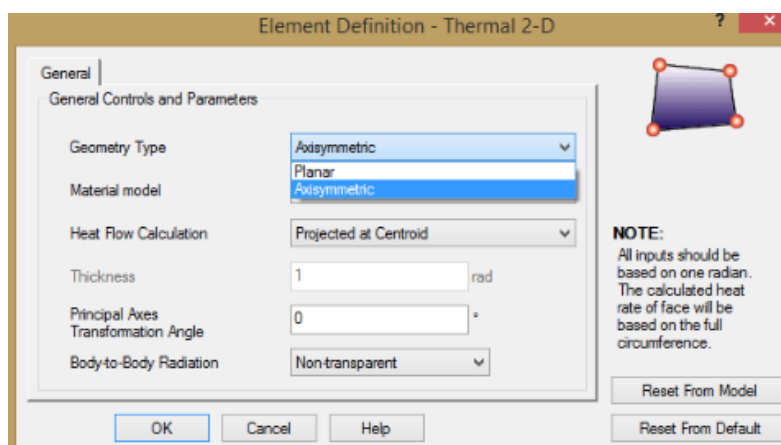 Element Definition - Thermal 2-D
?
×
General
General Controls and Parameters
Geometry Type
Axisymmetric
Planar
Axisymmetric
Material model
Heat Flow Calculation
Projected at Centroid
Thickness
1
rad
Principal Axes
Transformation Angle
0
°
Body-to-Body Radiation
Non-transparent
NOTE:
All inputs should be
based on one radian.
The calculated heat
rate of face will be
based on the full
circumference.
Reset From Model
OK
Cancel
Help
Reset From Default